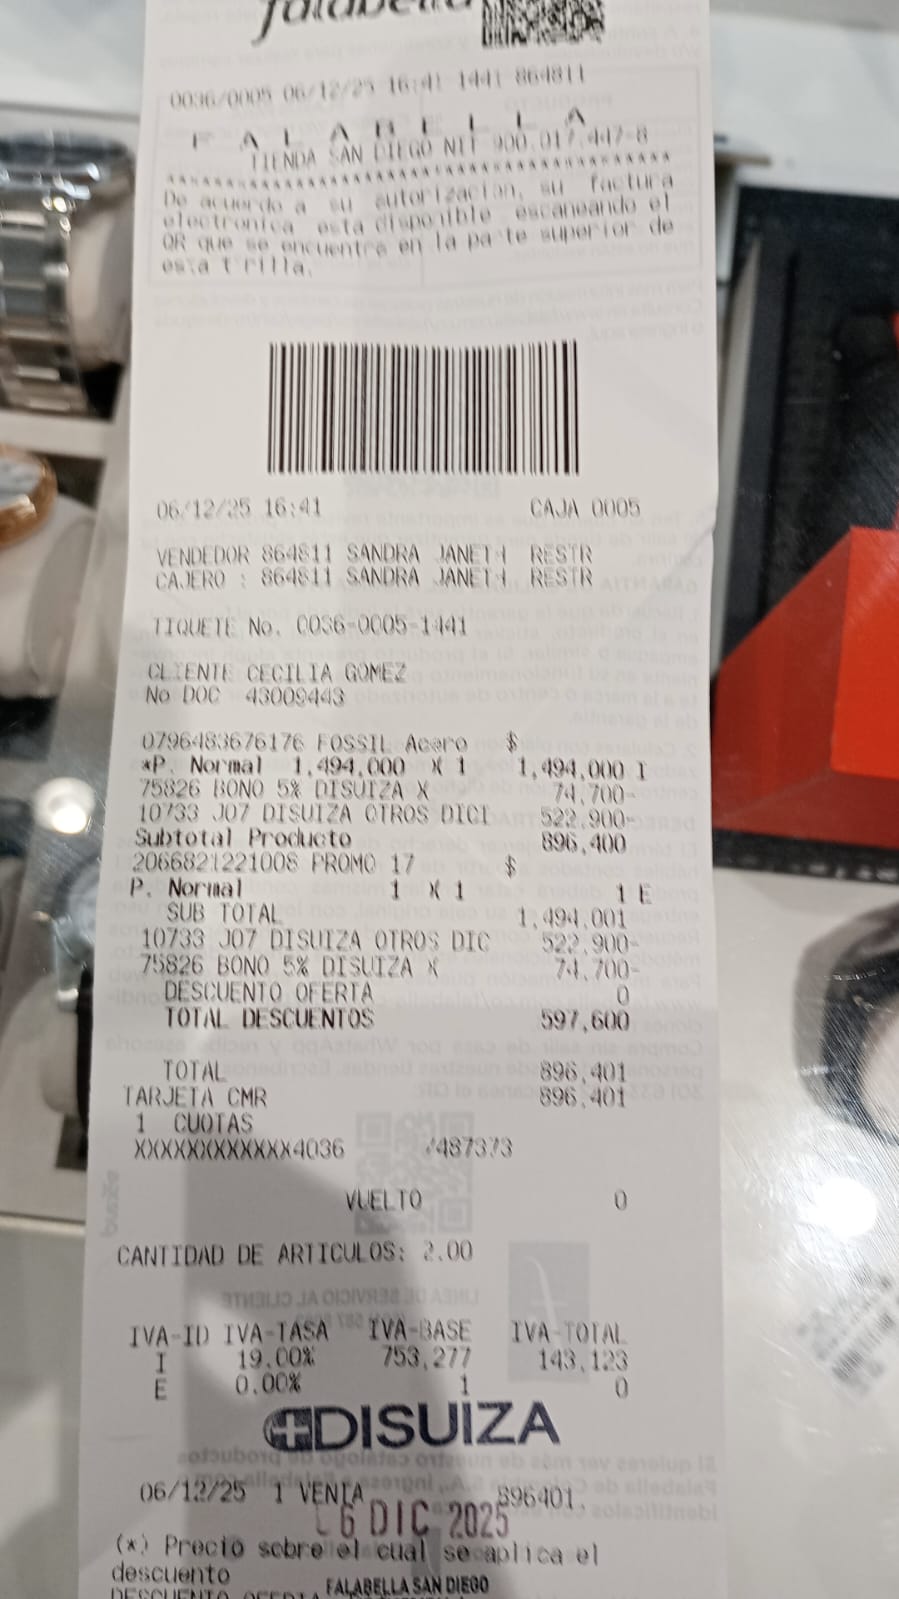 falabella
0036/0005 06/12/25 16:41 1441 864811
F A L A B E L L A
TIENDA SAN DIEGO NIT 900.017.447-8
****************************************
De acuerdo a su autorizacion, su factura
electronica esta disponible escaneando el
QR que se encuentra en la parte superior de
esta tirilla.
06/12/25 16:41 CAJA 0005
VENDEDOR 864811 SANDRA JANETH RESTR
CAJERO : 864811 SANDRA JANETH RESTR
TIQUETE No. 0036-0005-1441
CLIENTE CECILIA GOMEZ
No DOC 43009443
0796483676176 FOSSIL Acero $
*P. Normal 1,494,000 X 1 1,494,000 I
75826 BONO 5% DISUIZA X 74,700-
10733 J07 DISUIZA OTROS DICI 522,900-
Subtotal Producto 896,400
2066821221008 PROMO 17 $
P. Normal 1 X 1 1 E
SUB TOTAL 1,494,001
10733 J07 DISUIZA OTROS DIC 522,900-
75826 BONO 5% DISUIZA X 74,700-
DESCUENTO OFERTA 0
TOTAL DESCUENTOS 597,600
TOTAL 896,401
TARJETA CMR 896,401
1 CUOTAS
XXXXXXXXXXXX4036 7487373
VUELTO 0
CANTIDAD DE ARTICULOS: 2.00
IVA-ID IVA-TASA IVA-BASE IVA-TOTAL
I 19.00% 753,277 143,123
E 0.00% 1 0
DISUIZA
06/12/25 1 VENTA 896401.
6 DIC 2025
(*) Precio sobre el cual se aplica el
descuento
FALABELLA SAN DIEGO
DESCUENTO OFERTA